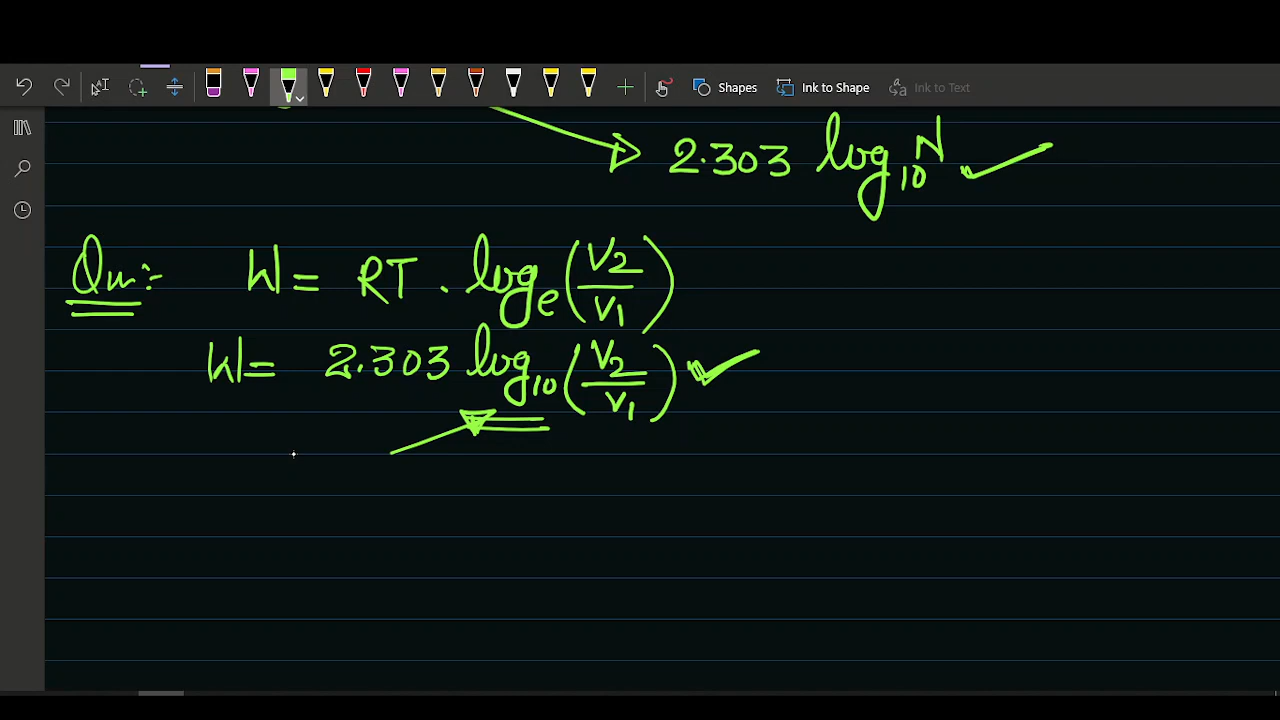 Shapes Ink to Shape Ink to Text
2.303 log₁₀N
Qu:- W = RT . logₑ(V₂/V₁)
W = 2.303 log₁₀(V₂/V₁)